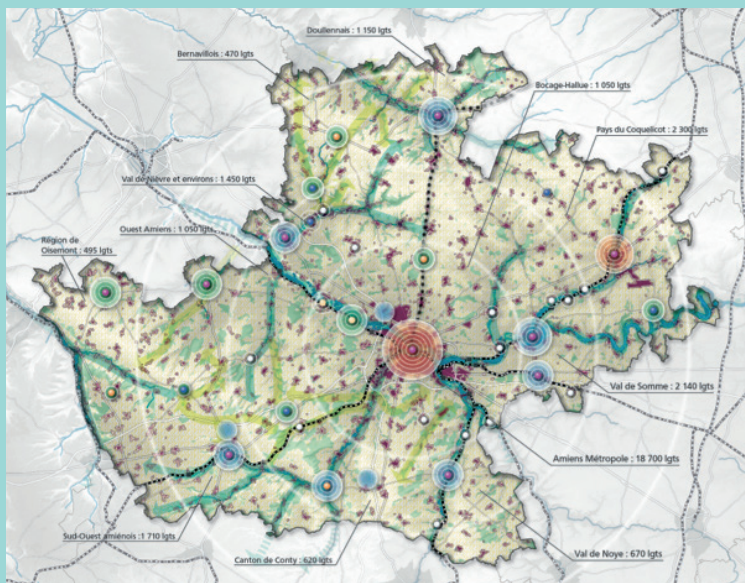 Doullennais : 1 150 lgts
Bernavillois : 470 lgts
Bocage-Hallue : 1 050 lgts
Pays du Coquelicot : 2 300 lgts
Val de Nièvre et environs : 1 450 lgts
Ouest Amiens : 1 050 lgts
Région de
Oisemont : 495 lgts
Val de Somme : 2 140 lgts
Amiens Métropole : 18 700 lgts
Sud-Ouest amiénois : 1 710 lgts
Canton de Conty : 620 lgts
Val de Noye : 670 lgts